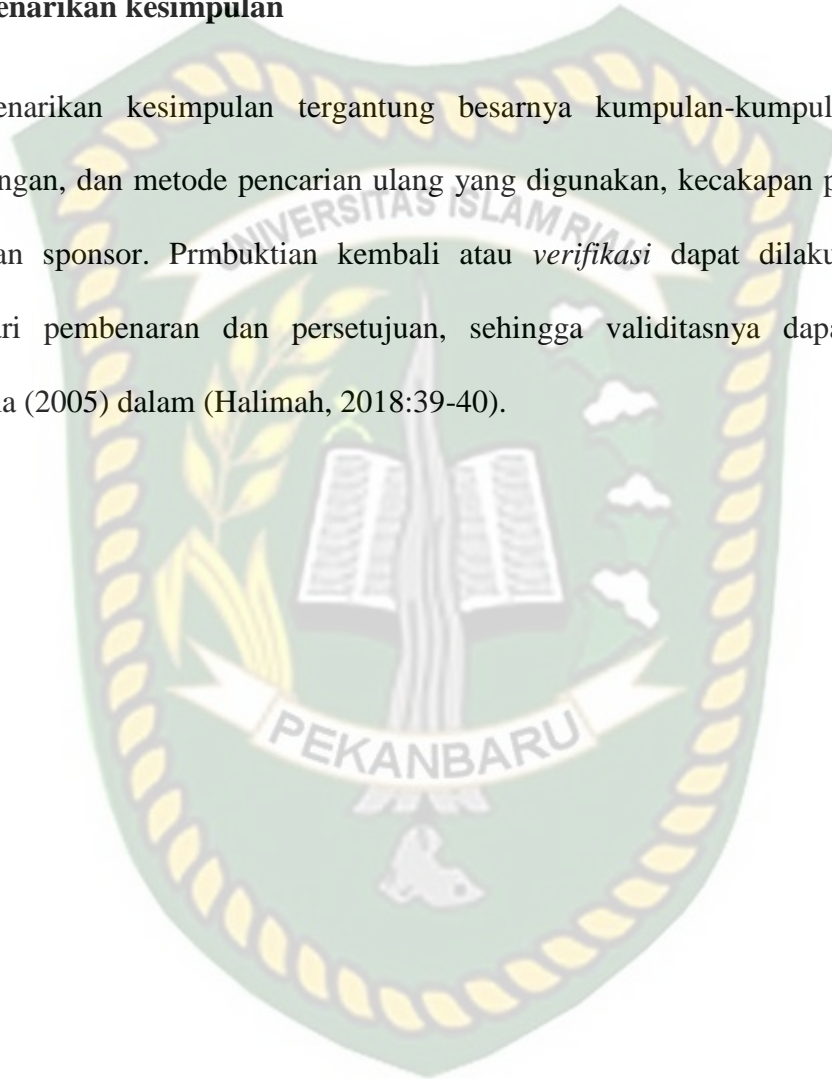 enarikan kesimpulan
enarikan kesimpulan tergantung besarnya kumpulan-kumpul
ngan, dan metode pencarian ulang yang digunakan, kecakapan p
an sponsor. Prmbuktian kembali atau verifikasi dapat dilaku
ari pembenaran dan persetujuan, sehingga validitasnya dapa
a (2005) dalam (Halimah, 2018:39-40).
UNIVERSITAS ISLAM RIAU
PEKANBARU